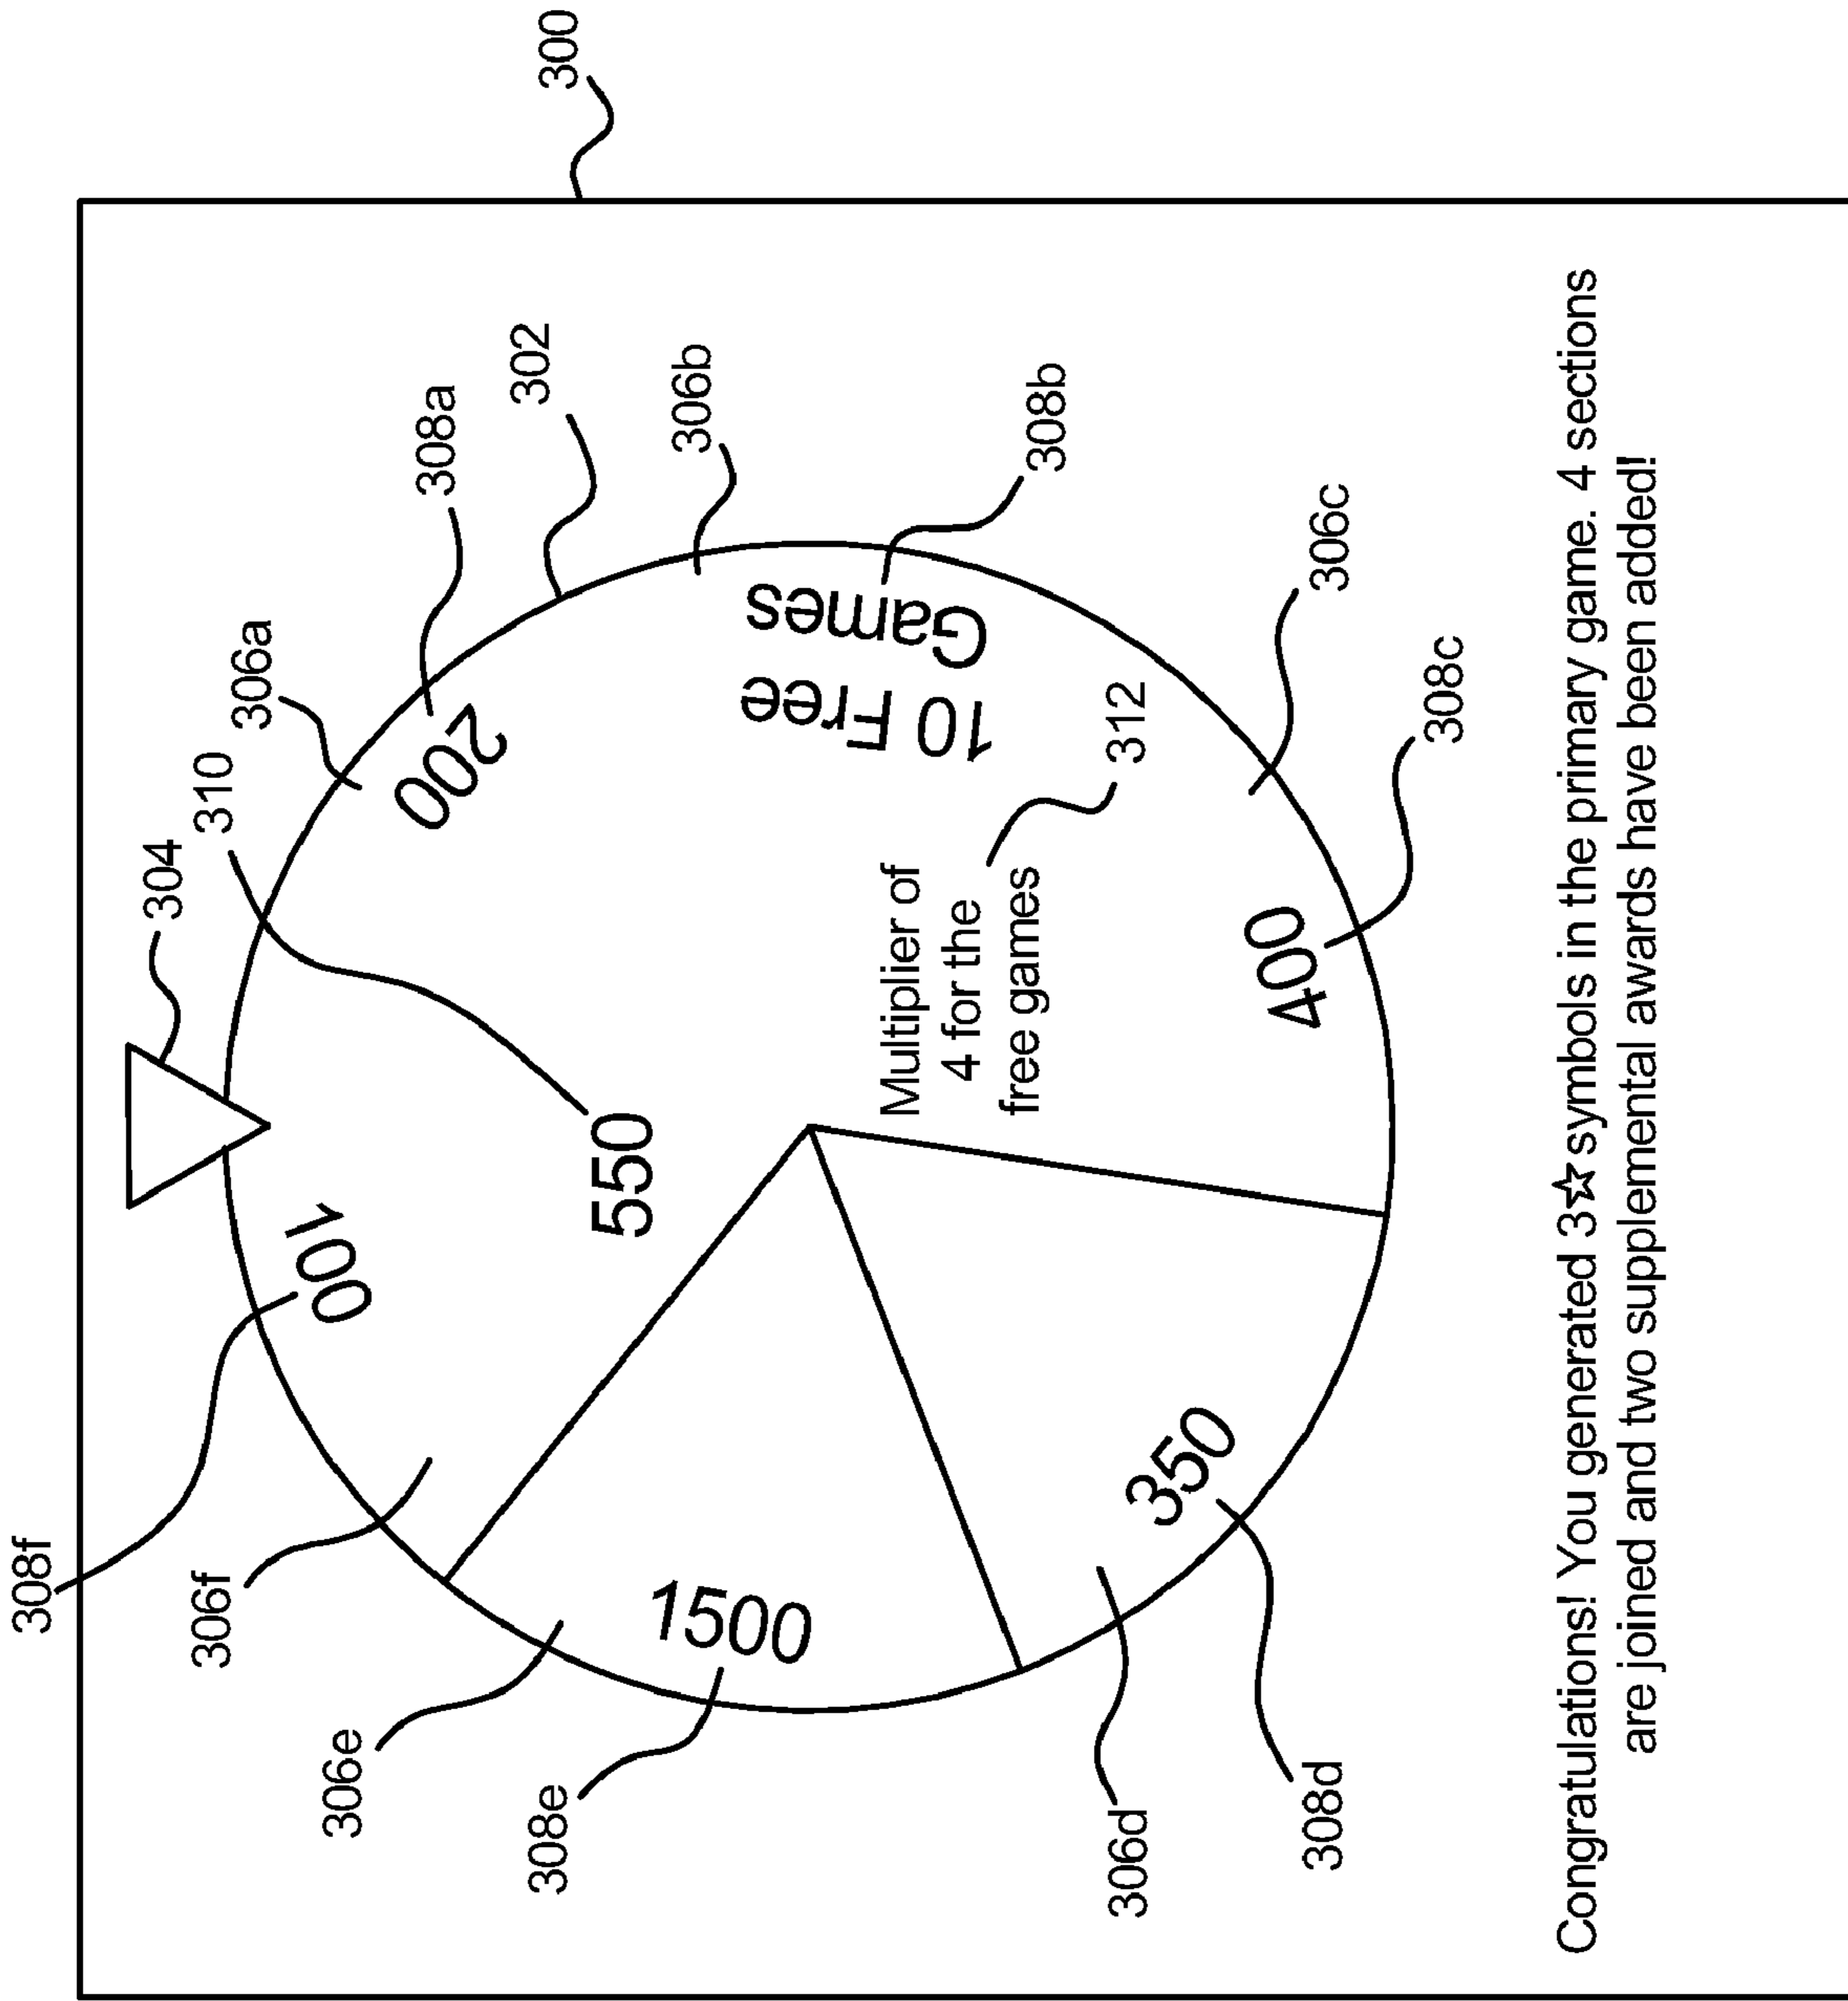 308f
304
310
306a
308a
302
300
306b
308b
306c
308c
312
308d
306d
308e
306e
306f
100
200
550
10 Free
Games
Multiplier of
4 for the
free games
400
350
1500
Congratulations! You generated 3☆symbols in the primary game. 4 sections
are joined and two supplemental awards have been added!